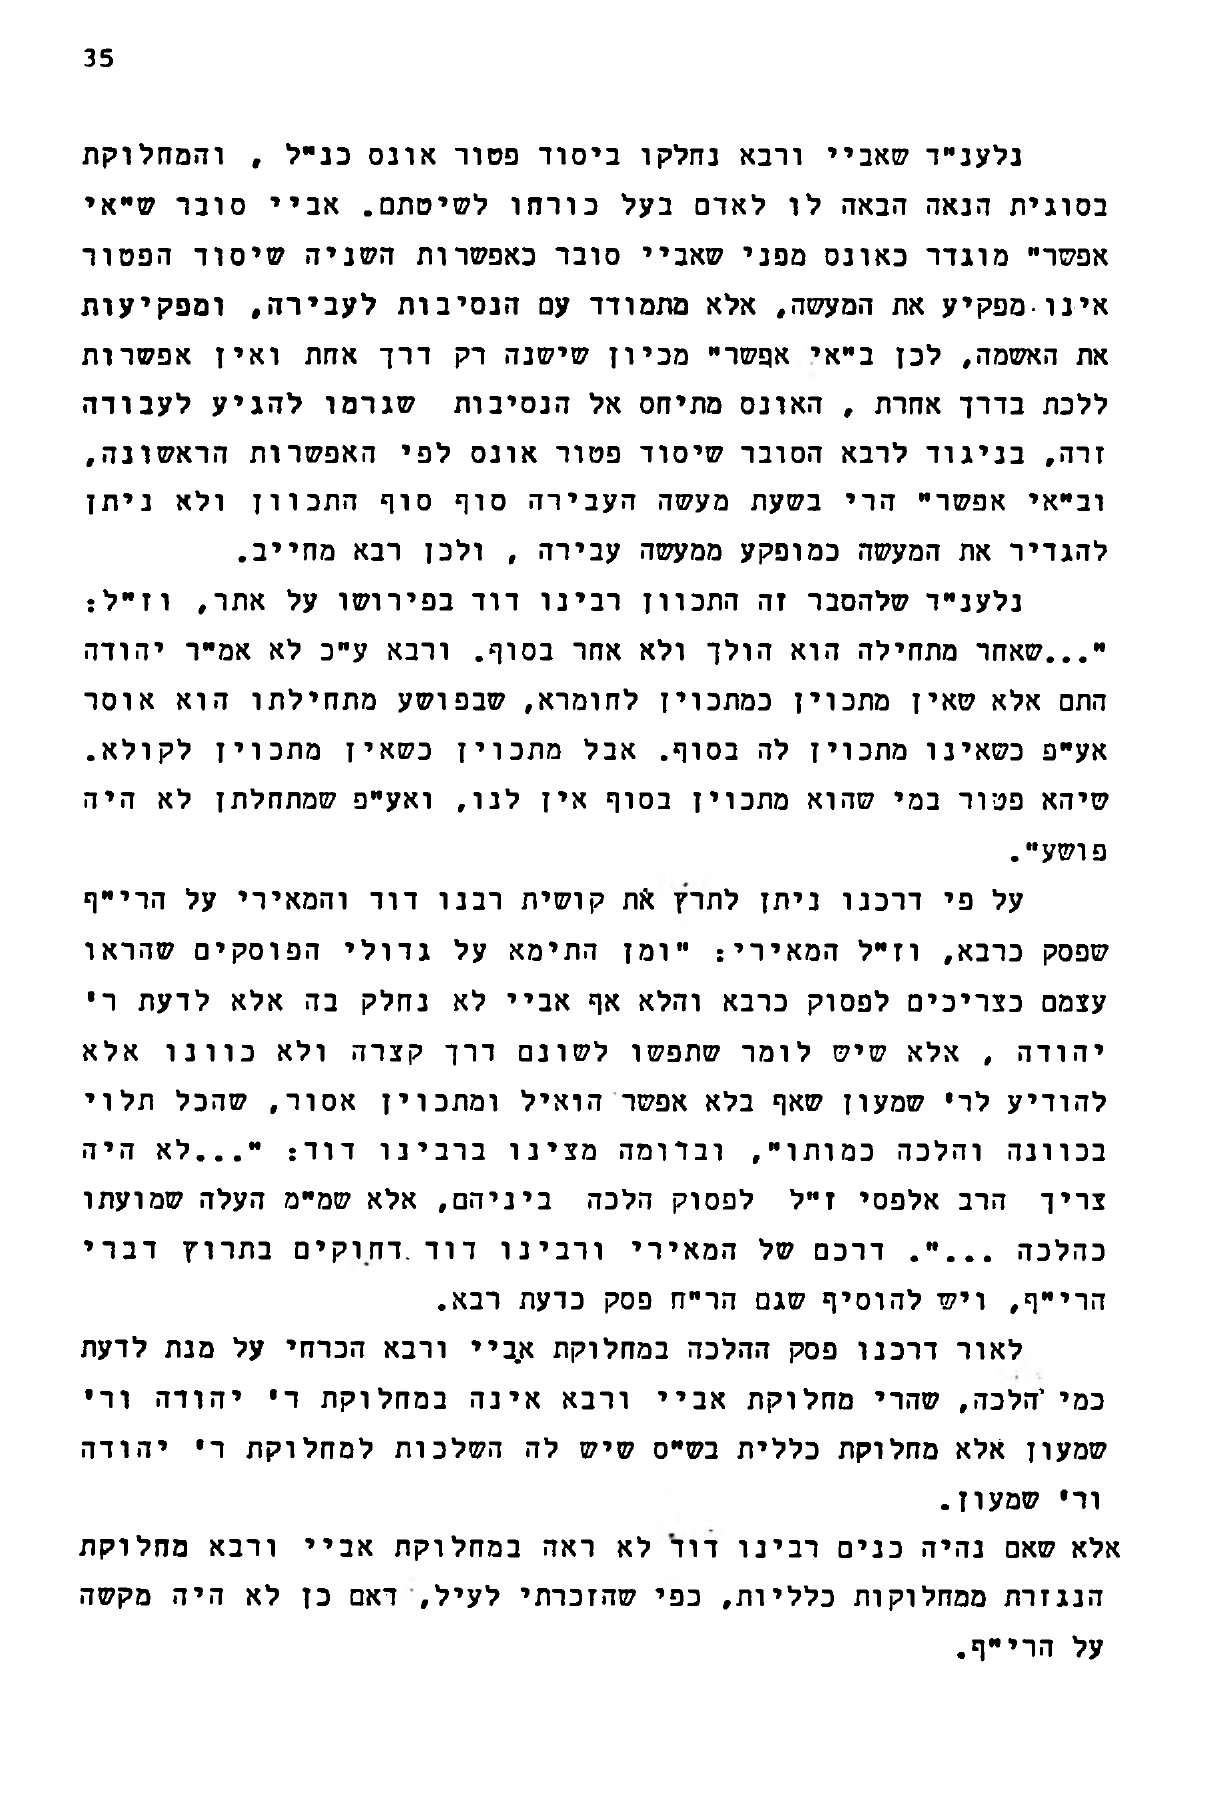 35
נלענ"ד שאביי ורבא נחלקו ביסוד פטור אונס כנ"ל , והמחלוקת
בסוגית הנאה הבאה לו לאדם בעל כורחו לשיטתם. אביי סובר ש"אי
אפשר" מוגדר כאונס מפני שאביי סובר כאפשרות השניה שיסוד הפטור
אינו מפקיע את המעשה, אלא מתמודד עם הנסיבות לעבירה, ומפקיעות
את האשמה, לכן ב"אי אפשר" מכיון שישנה רק דרך אחת ואין אפשרות
ללכת בדרך אחרת , האונס מתיחס אל הנסיבות שגרמו להגיע לעבודה
זרה, בניגוד לרבא הסובר שיסוד פטור אונס לפי האפשרות הראשונה,
וב"אי אפשר" הרי בשעת מעשה העבירה סוף סוף התכוון ולא ניתן
להגדיר את המעשה כמופקע ממעשה עבירה , ולכן רבא מחייב.
נלענ"ד שלהסבר זה התכוון רבינו דוד בפירושו על אתר, וז"ל:
"...שאחר מתחילה הוא הולך ולא אחר בסוף. ורבא ע"כ לא אמ"ר יהודה
התם אלא שאין מתכוין כמתכוין לחומרא, שבפושע מתחילתו הוא אוסר
אע"פ כשאינו מתכוין לה בסוף. אבל מתכוין כשאין מתכוין לקולא.
שיהא פטור במי שהוא מתכוין בסוף אין לנו, ואע"פ שמתחלתן לא היה
פושע".
על פי דרכנו ניתן לתרץ את קושית רבנו דוד והמאירי על הרי"ף
שפסק כרבא, וז"ל המאירי: "ומן התימא על גדולי הפוסקים שהראו
עצמם כצריכים לפסוק כרבא והלא אף אביי לא נחלק בה אלא לדעת ר'
יהודה , אלא שיש לומר שתפשו לשונם דרך קצרה ולא כוונו אלא
להודיע לר' שמעון שאף בלא אפשר הואיל ומתכוין אסור, שהכל תלוי
בכוונה והלכה כמותו", ובדומה מצינו ברבינו דוד: "...לא היה
צריך הרב אלפסי ז"ל לפסוק הלכה ביניהם, אלא שמ"מ העלה שמועתו
כהלכה ...". דרכם של המאירי ורבינו דוד דחוקים בתרוץ דברי
הרי"ף, ויש להוסיף שגם הר"ח פסק כדעת רבא.
לאור דרכנו פסק ההלכה במחלוקת אביי ורבא הכרחי על מנת לדעת
כמי הלכה, שהרי מחלוקת אביי ורבא אינה במחלוקת ר' יהודה ור'
שמעון אלא מחלוקת כללית בש"ס שיש לה השלכות למחלוקת ר' יהודה
ור' שמעון.
אלא שאם נהיה כנים רבינו דוד לא ראה במחלוקת אביי ורבא מחלוקת
הנגזרת ממחלוקות כלליות, כפי שהזכרתי לעיל, דאם כן לא היה מקשה
על הרי"ף.